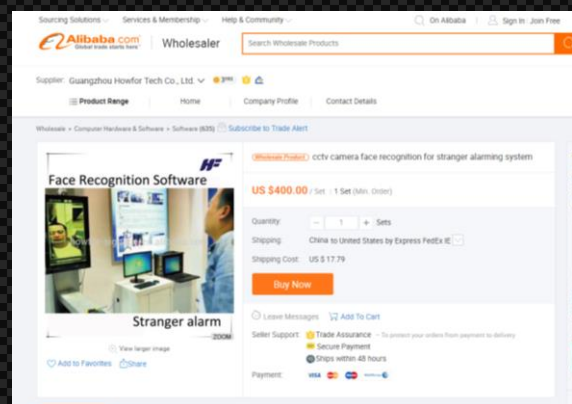 Sourcing Solutions Services & Membership Help & Community On Alibaba Sign In Join Free
Alibaba.com Wholesaler Search Wholesale Products
Global trade starts here
Supplier: Guangzhou Howfor Tech Co., Ltd.
Product Range Home Company Profile Contact Details
Wholesale > Computer Hardware & Software > Software (635) Subscribe to Trade Alert
HF
Face Recognition Software
Stranger alarm
ZOOM
View larger image
Add to Favorites Share
Wholesale Product cctv camera face recognition for stranger alarming system
US $400.00 / Set 1 Set (Min. Order)
Quantity: - 1 + Sets
Shipping: China to United States by Express FedEx IE
Shipping Cost: US $ 17.79
Buy Now
Leave Messages Add To Cart
Seller Support: Trade Assurance - To protect your orders from payment to delivery
Secure Payment
Ships within 48 hours
Payment: VISA